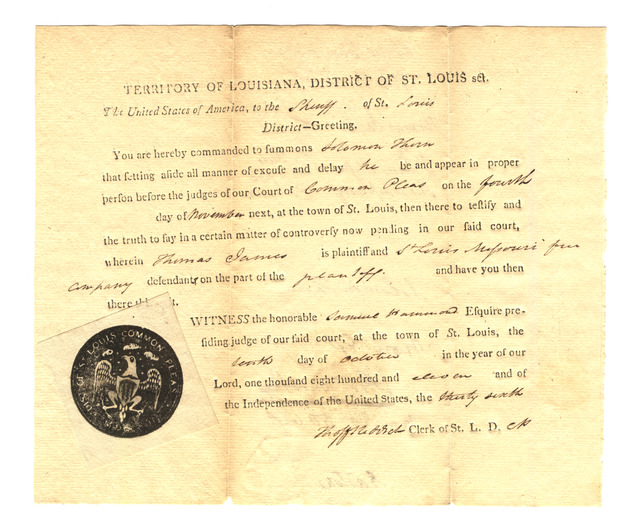 TERRITORY OF LOUISIANA, DISTRICT OF ST. LOUIS sct.
The United States of America, to the Sheriff of St. Louis
District—Greeting.
You are hereby commanded to summons Solomon Thorn
that ſetting aſide all manner of excuſe and delay he be and appear in proper
perſon before the judges of our Court of Common Pleas on the fourth
day of November next, at the town of St. Louis, then there to teſtify and
the truth to ſay in a certain matter of controverſy now pending in our ſaid court,
wherein Thomas James is plaintiff and St Louis Missouri fur
company defendants on the part of the plaintiff. and have you then
there this writ.
WITNESS the honorable Samuel Hammond Eſquire pre-
ſiding judge of our ſaid court, at the town of St. Louis, the
day of October in the year of our
Lord, one thouſand eight hundred and eleven and of
the Independence of the United States, the thirty sixth
Clerk of St. L. D.
ST. LOUIS COMMON PLEAS